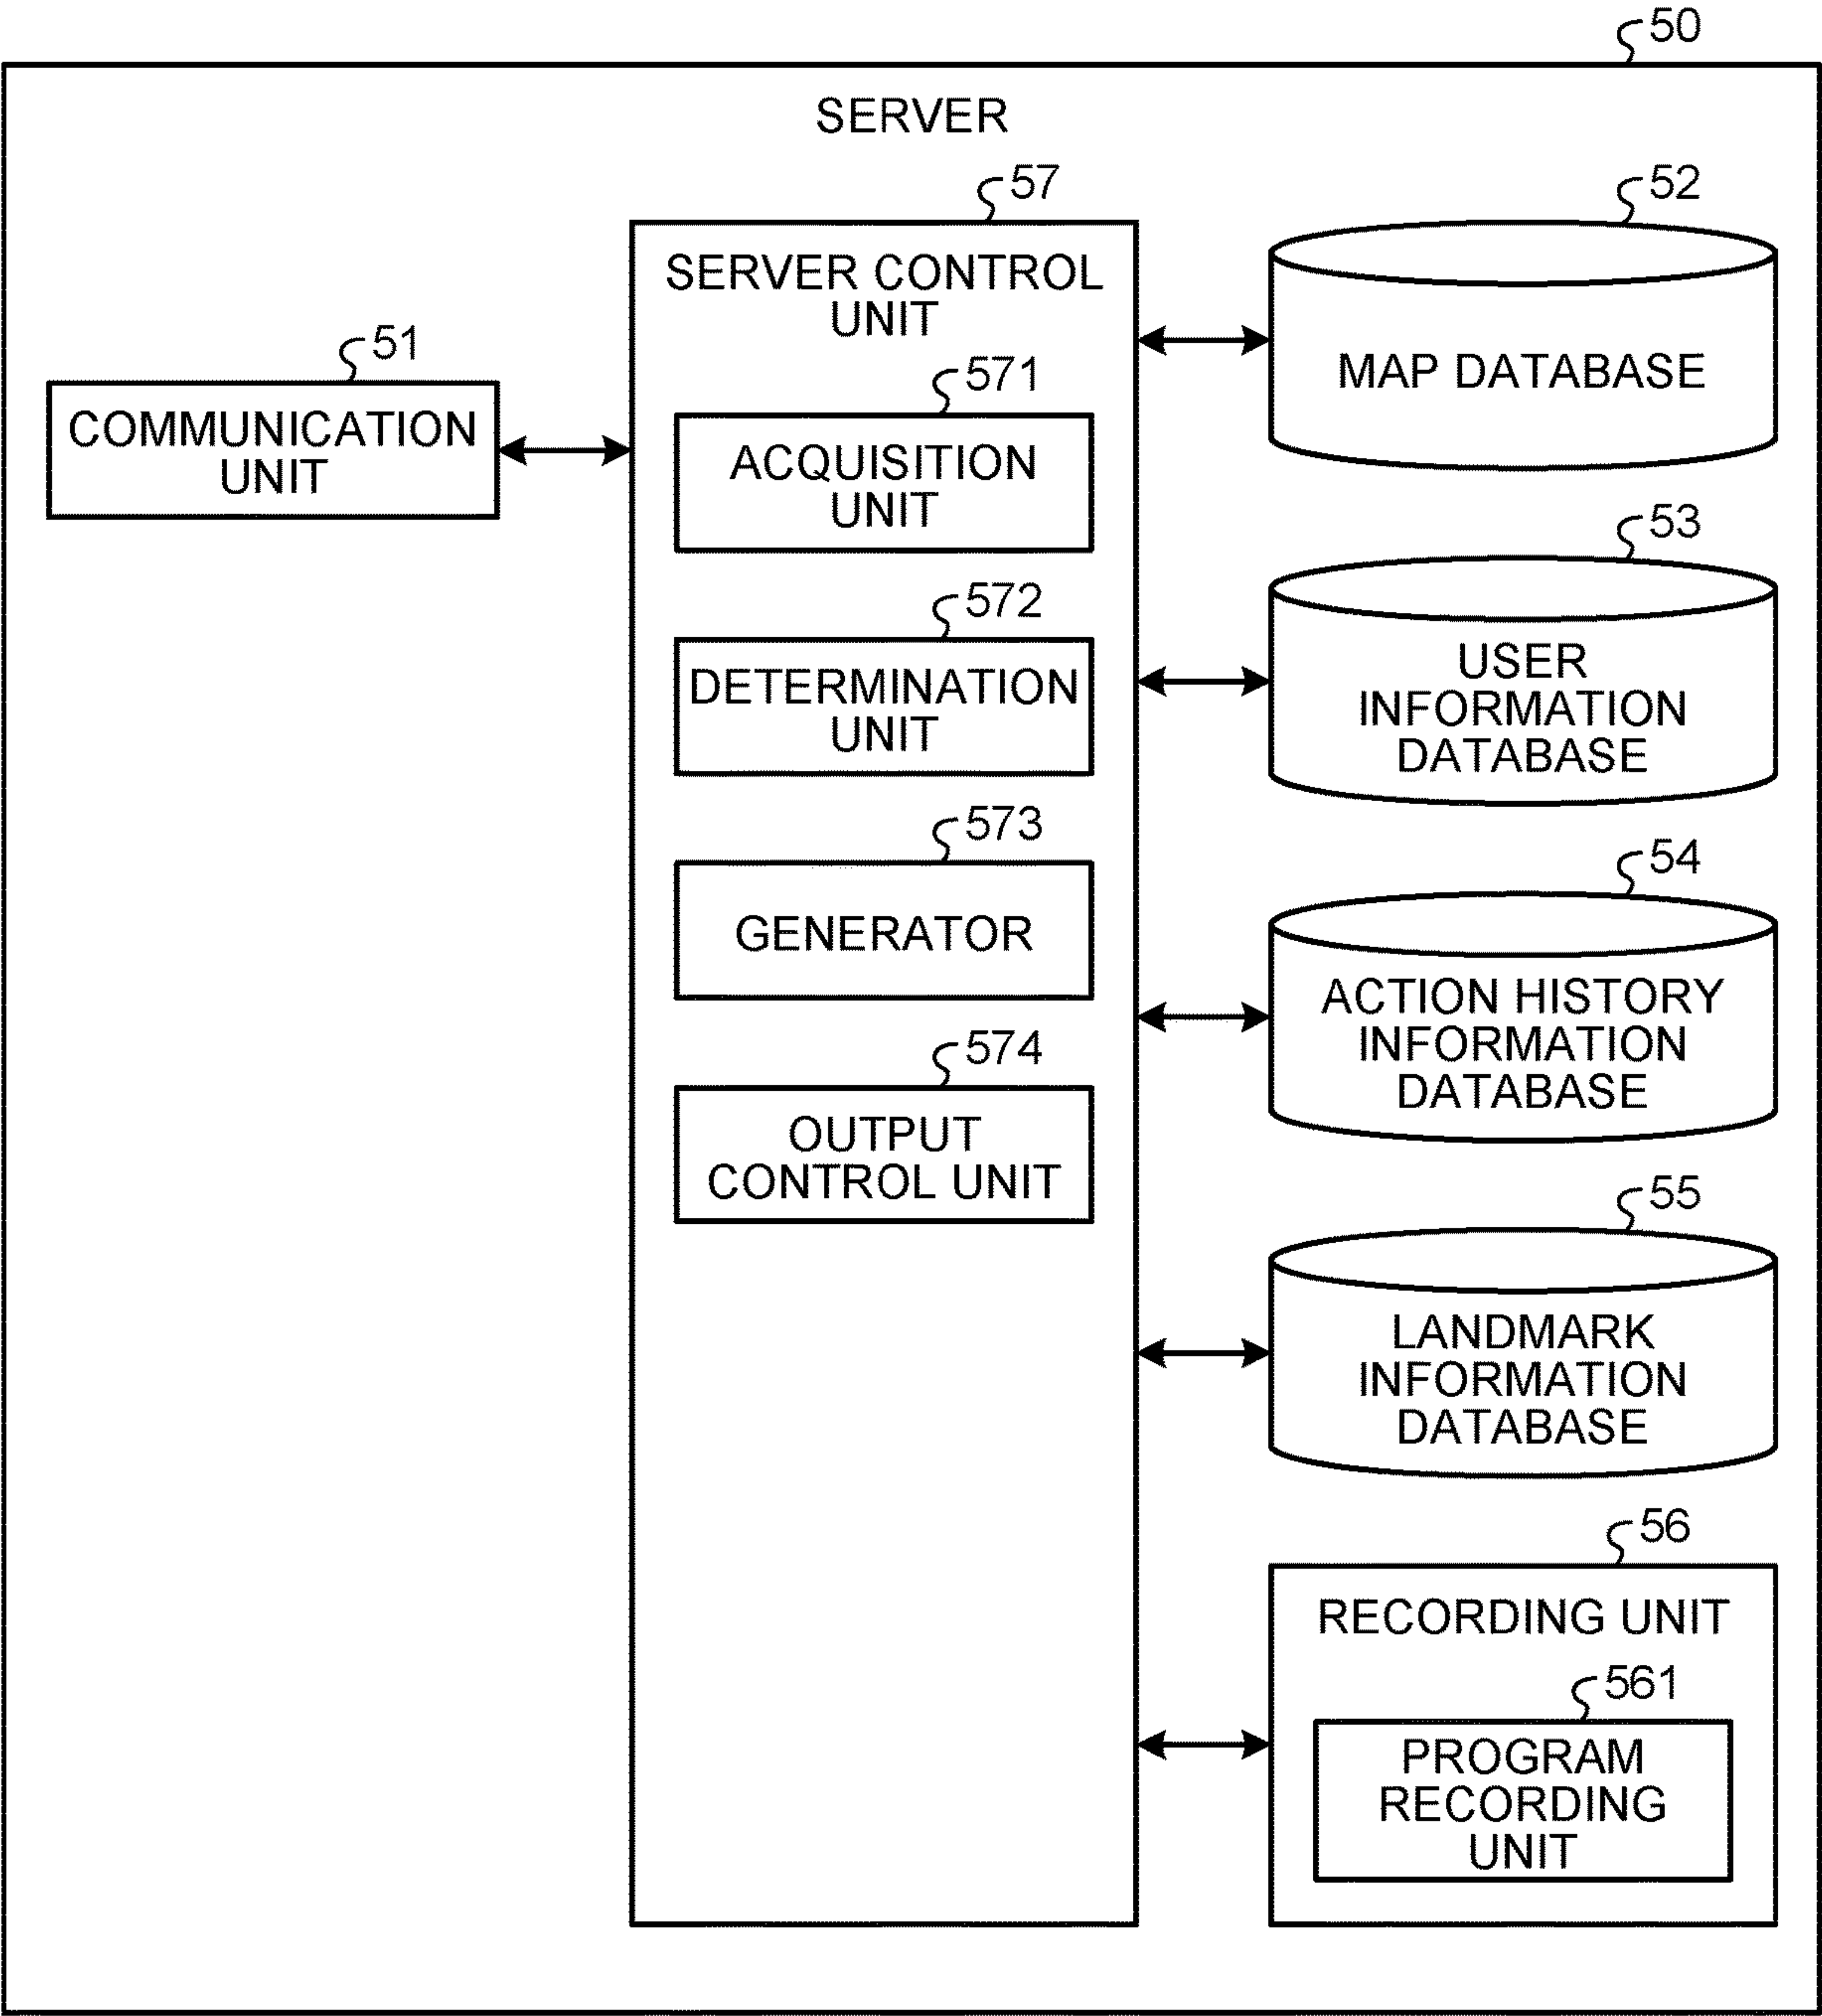 50
SERVER
57
SERVER CONTROL
UNIT
51
COMMUNICATION
UNIT
571
ACQUISITION
UNIT
572
DETERMINATION
UNIT
573
GENERATOR
574
OUTPUT
CONTROL UNIT
52
MAP DATABASE
53
USER
INFORMATION
DATABASE
54
ACTION HISTORY
INFORMATION
DATABASE
55
LANDMARK
INFORMATION
DATABASE
56
RECORDING UNIT
561
PROGRAM
RECORDING
UNIT